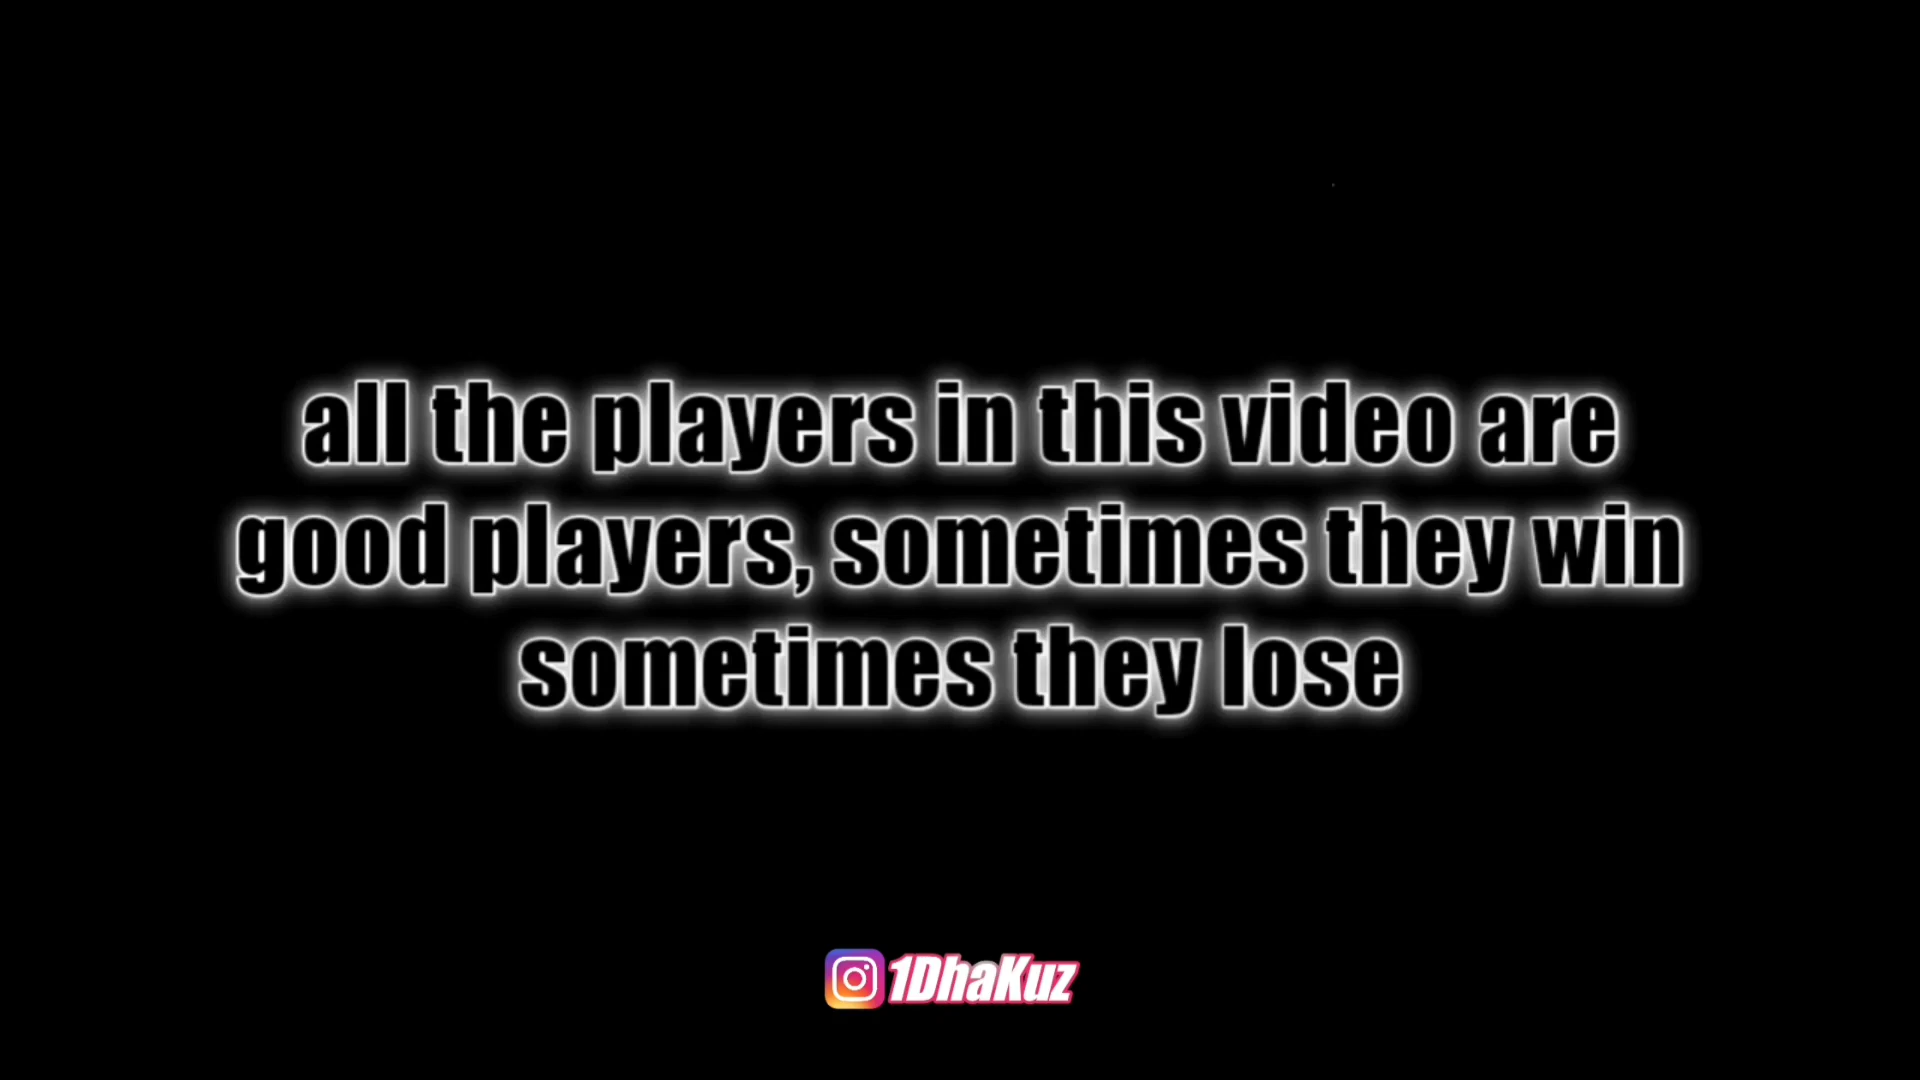 all the players in this video are
good players, sometimes they win
sometimes they lose
1DhaKuz